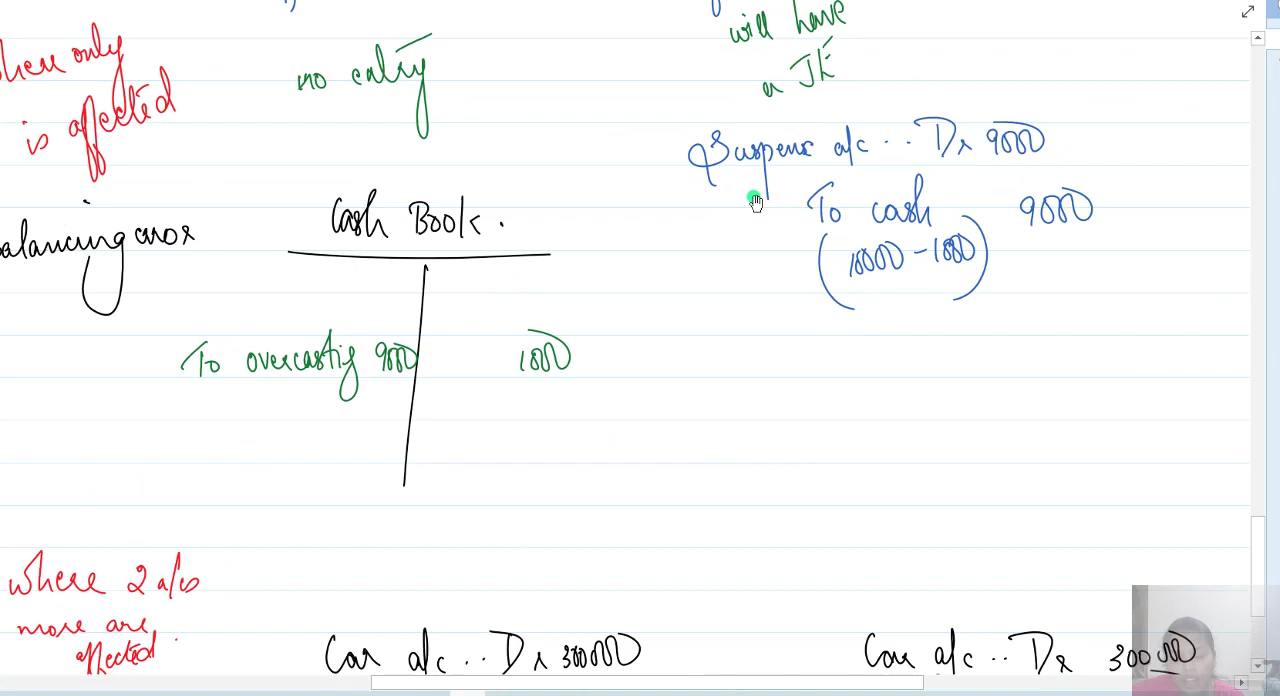 where only
is affected
no entry
will have
a JE
Suspense a/c ... Dr 9000
To cash 9000
(10000 - 1000)
balancing error
Cash Book.
To overcasting 9000
1000
where 2 a/cs
more are
affected.
Car a/c ... Dr 300000
Car a/c ... Dr 300000